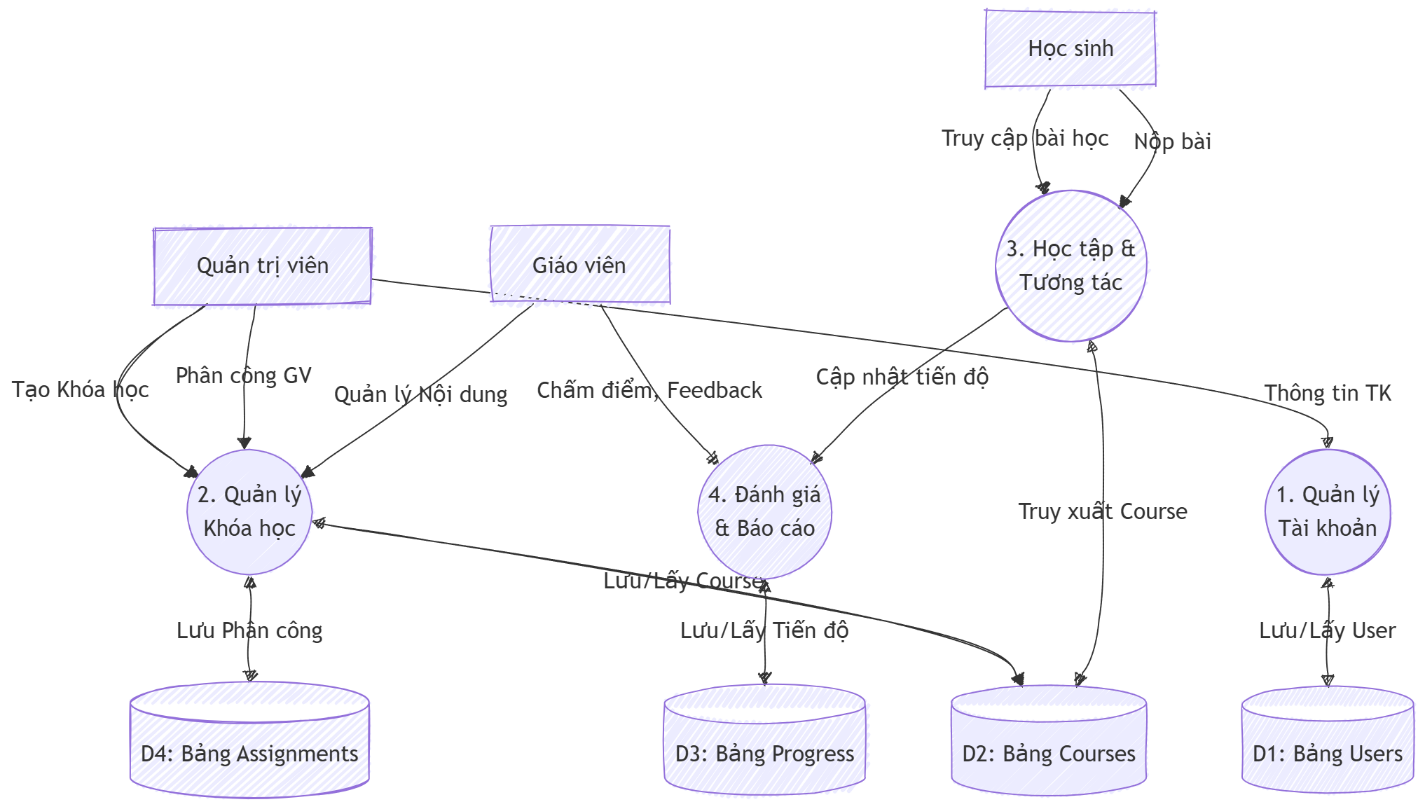 Học sinh
Truy cập bài học
Nộp bài
3. Học tập &
Tương tác
Quản trị viên
Giáo viên
Tạo Khóa học
Phân công GV
Quản lý Nội dung
Chấm điểm, Feedback
Cập nhật tiến độ
Thông tin TK
2. Quản lý
Khóa học
4. Đánh giá
& Báo cáo
Truy xuất Course
1. Quản lý
Tài khoản
Lưu/Lấy Course
Lưu Phân công
Lưu/Lấy Tiến độ
Lưu/Lấy User
D4: Bảng Assignments
D3: Bảng Progress
D2: Bảng Courses
D1: Bảng Users